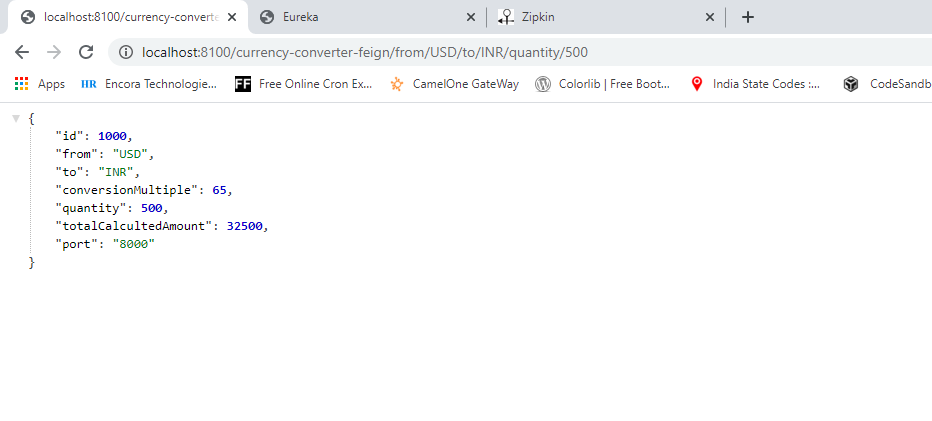 localhost:8100/currency-converte
Eureka
Zipkin
localhost:8100/currency-converter-feign/from/USD/to/INR/quantity/500
Apps
HR Encora Technologie...
FF Free Online Cron Ex...
CamelOne GateWay
Colorlib | Free Boot...
India State Codes :...
CodeSandb
{
"id": 1000,
"from": "USD",
"to": "INR",
"conversionMultiple": 65,
"quantity": 500,
"totalCalcultedAmount": 32500,
"port": "8000"
}